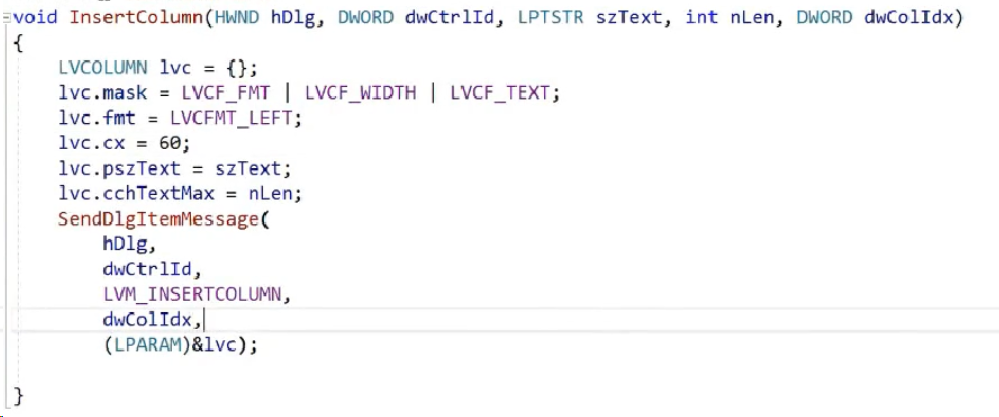 void InsertColumn(HWND hDlg, DWORD dwCtrlId, LPTSTR szText, int nLen, DWORD dwColIdx)
{
    LVCOLUMN lvc = {};
    lvc.mask = LVCF_FMT | LVCF_WIDTH | LVCF_TEXT;
    lvc.fmt = LVCFMT_LEFT;
    lvc.cx = 60;
    lvc.pszText = szText;
    lvc.cchTextMax = nLen;
    SendDlgItemMessage(
        hDlg,
        dwCtrlId,
        LVM_INSERTCOLUMN,
        dwColIdx,
        (LPARAM)&lvc);
}